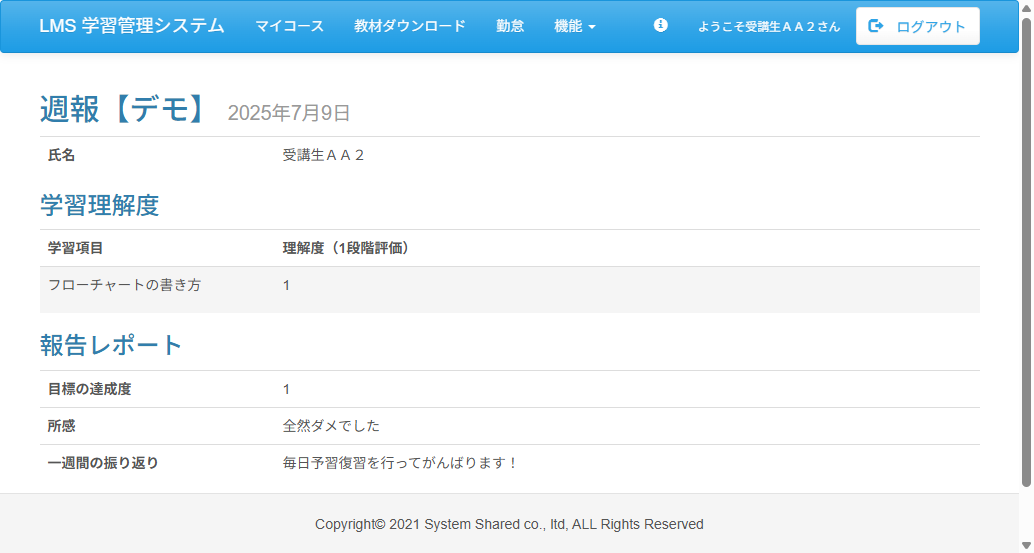 LMS 学習管理システム マイコース 教材ダウンロード 勤怠 機能 ようこそ受講生ＡＡ２さん ログアウト
週報【デモ】 2025年7月9日
氏名 受講生ＡＡ２
学習理解度
学習項目 理解度（1段階評価）
フローチャートの書き方 1
報告レポート
目標の達成度 1
所感 全然ダメでした
一週間の振り返り 毎日予習復習を行ってがんばります！
Copyright© 2021 System Shared co., ltd, ALL Rights Reserved